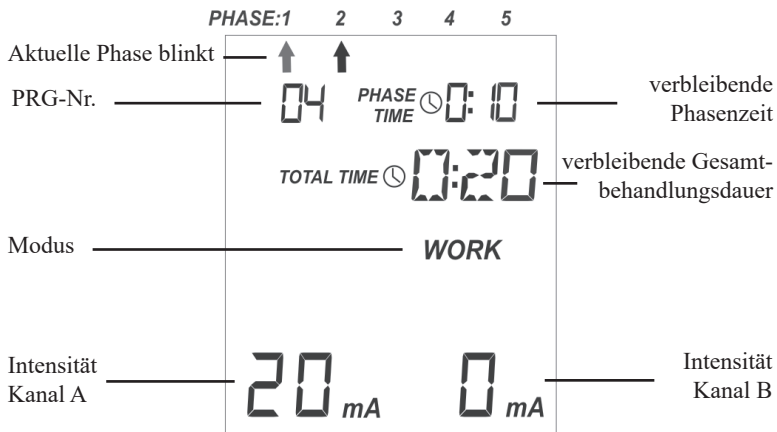 PHASE:1 2 3 4 5
Aktuelle Phase blinkt
PRG-Nr.
04
PHASE
TIME
0:10
verbleibende
Phasenzeit
TOTAL TIME
0:20
verbleibende Gesamt-
behandlungsdauer
Modus
WORK
Intensität
Kanal A
20 mA
0 mA
Intensität
Kanal B